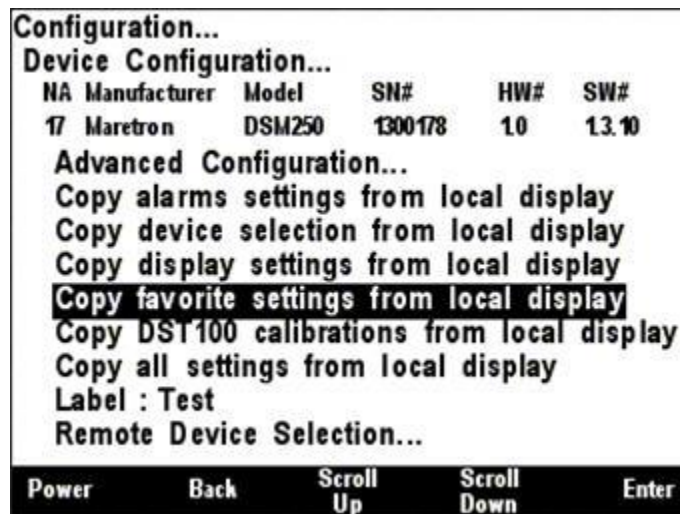 Configuration...
Device Configuration...
NA Manufacturer Model SN# HW# SW#
17 Maretron DSM250 1300178 1.0 1.3.10
Advanced Configuration...
Copy alarms settings from local display
Copy device selection from local display
Copy display settings from local display
Copy favorite settings from local display
Copy DST100 calibrations from local display
Copy all settings from local display
Label : Test
Remote Device Selection...
Power Back Scroll Up Scroll Down Enter